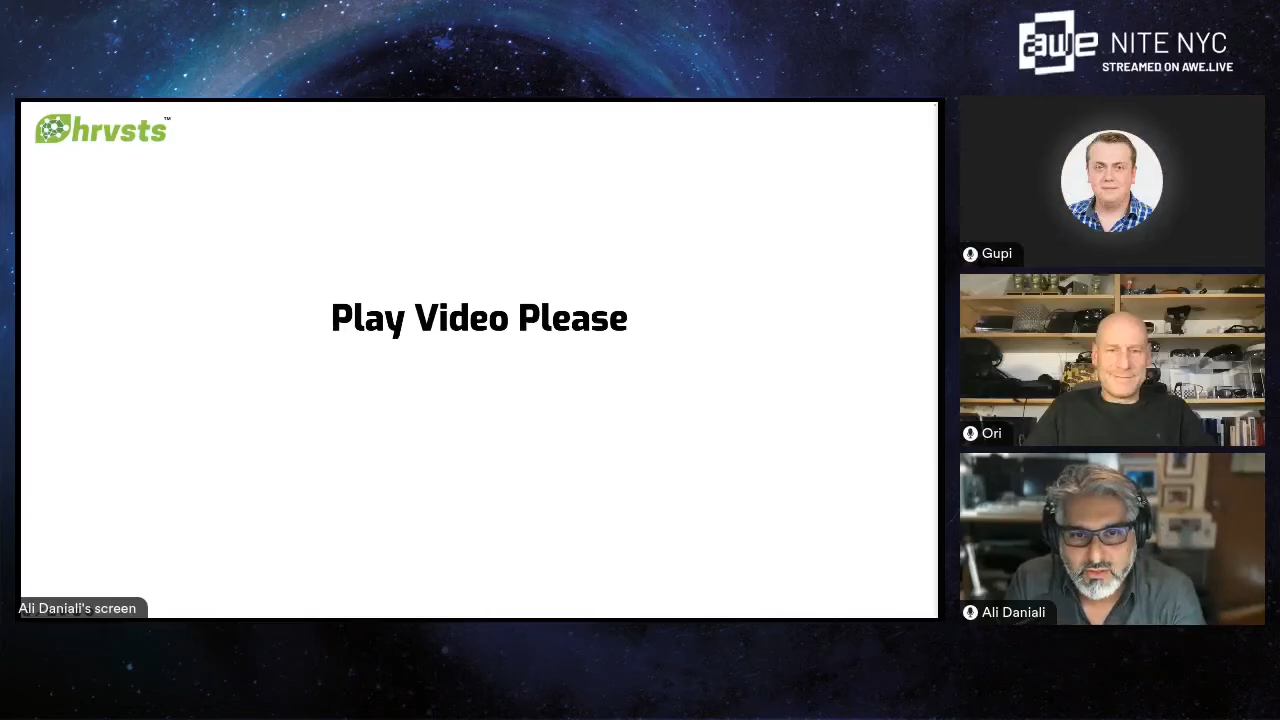 awe NITE NYC
STREAMED ON AWE.LIVE
hrvsts™
Play Video Please
Gupi
Ori
Ali Daniali's screen
Ali Daniali